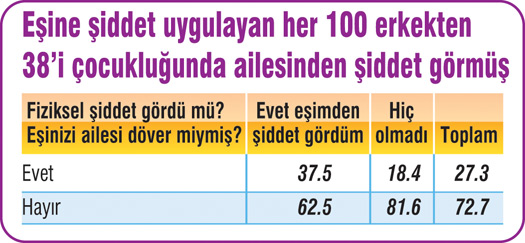 Eşine şiddet uygulayan her 100 erkekten
38'i çocukluğunda ailesinden şiddet görmüş
Fiziksel şiddet gördü mü? Evet eşimden Hiç
Eşinizi ailesi döver miymiş? şiddet gördüm olmadı Toplam
Evet 37.5 18.4 27.3
Hayır 62.5 81.6 72.7